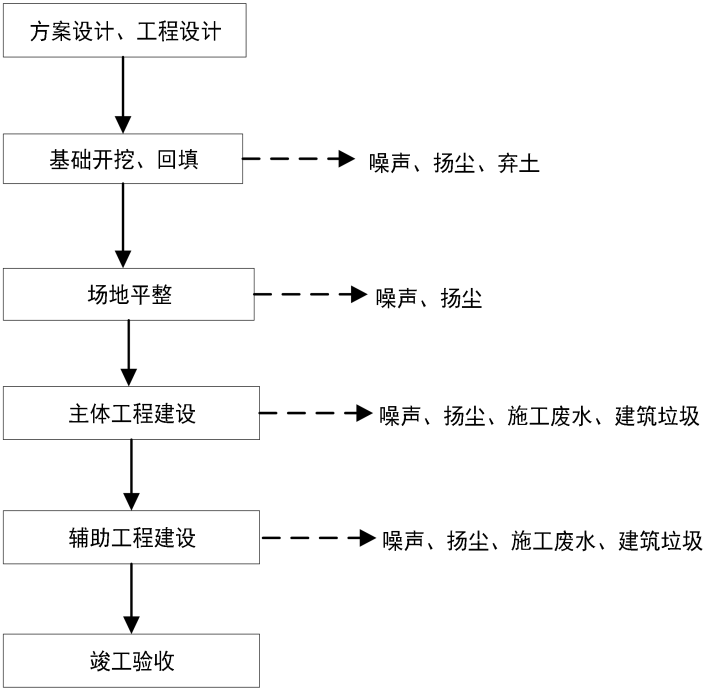 方案设计、工程设计
基础开挖、回填
噪声、扬尘、弃土
场地平整
噪声、扬尘
主体工程建设
噪声、扬尘、施工废水、建筑垃圾
辅助工程建设
噪声、扬尘、施工废水、建筑垃圾
竣工验收